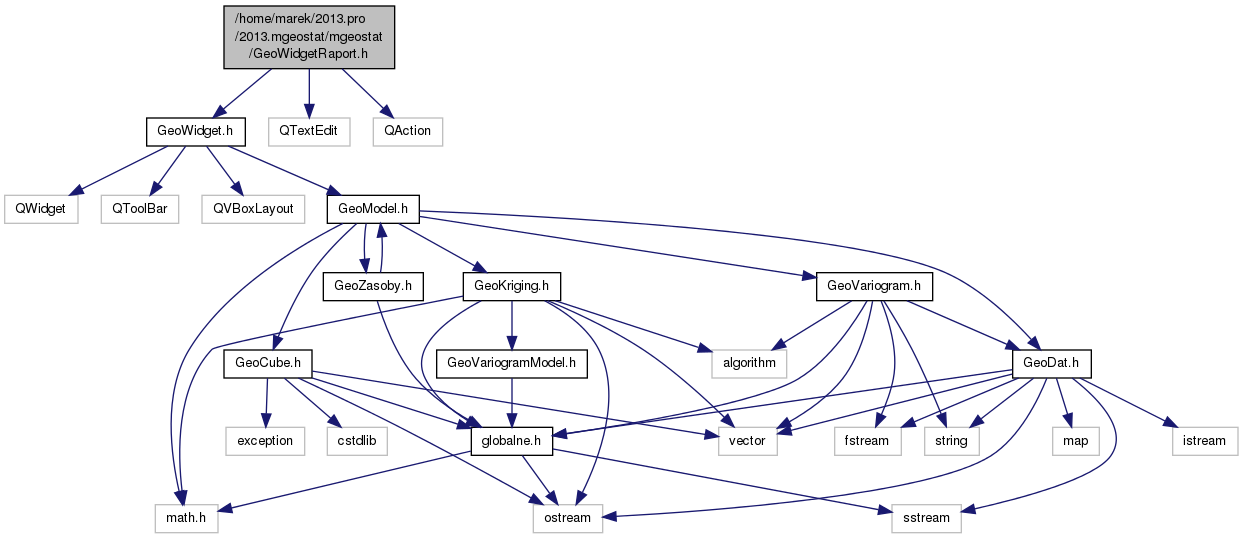 /home/marek/2013.pro
/2013.mgeostat/mgeostat
/GeoWidgetRaport.h
GeoWidget.h
QTextEdit
QAction
QWidget
QToolBar
QVBoxLayout
GeoModel.h
GeoZasoby.h
GeoKriging.h
GeoVariogram.h
GeoCube.h
GeoVariogramModel.h
algorithm
GeoDat.h
exception
cstdlib
globalne.h
vector
fstream
string
map
istream
math.h
ostream
sstream